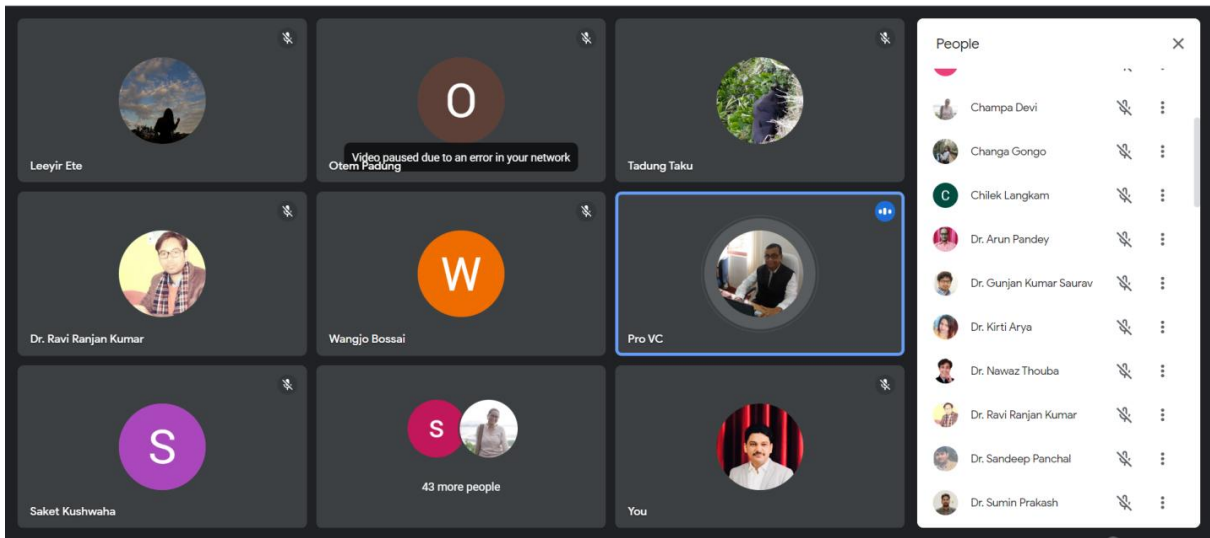 Leeyir Ete
O
Video paused due to an error in your network
Otem Padung
Tadung Taku
Dr. Ravi Ranjan Kumar
W
Wangjo Bossai
Pro VC
S
Saket Kushwaha
S
43 more people
You
People
Champa Devi
Changa Gongo
C
Chilek Langkam
Dr. Arun Pandey
Dr. Gunjan Kumar Saurav
Dr. Kirti Arya
Dr. Nawaz Thouba
Dr. Ravi Ranjan Kumar
Dr. Sandeep Panchal
Dr. Sumin Prakash